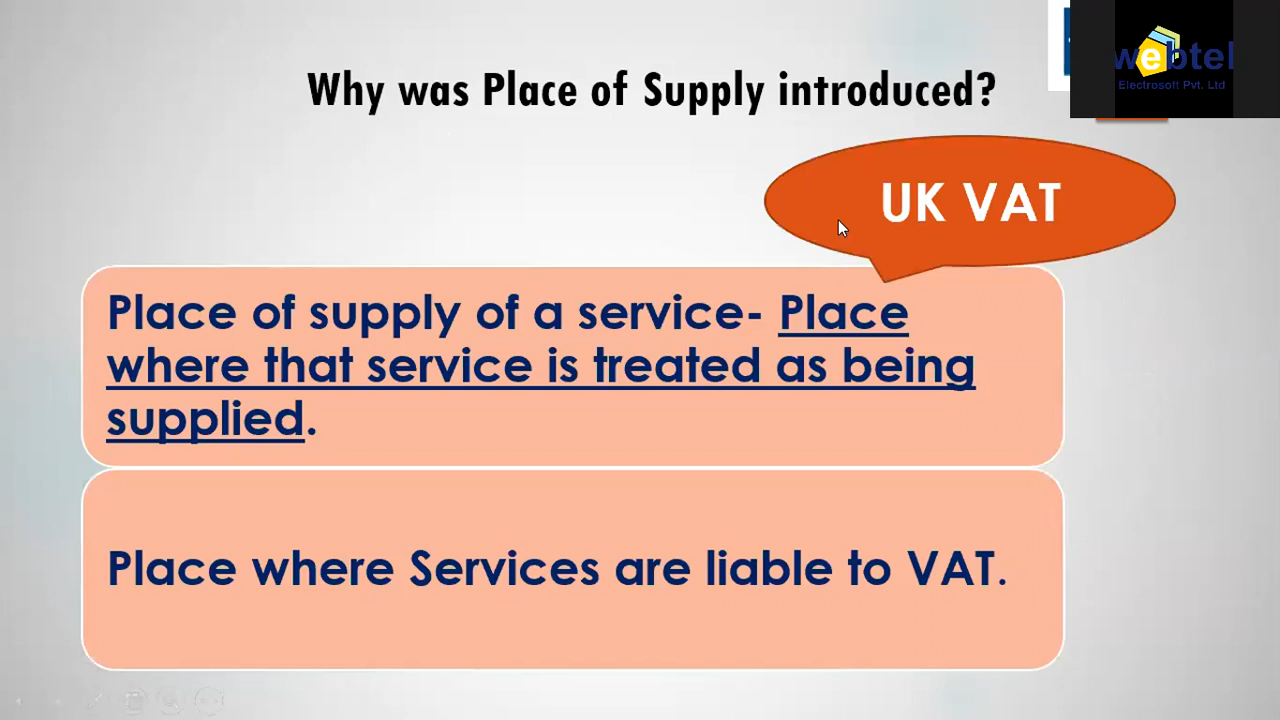 webtel
Electrosoft Pvt. Ltd
Why was Place of Supply introduced?
UK VAT
Place of supply of a service- Place
where that service is treated as being
supplied.
Place where Services are liable to VAT.